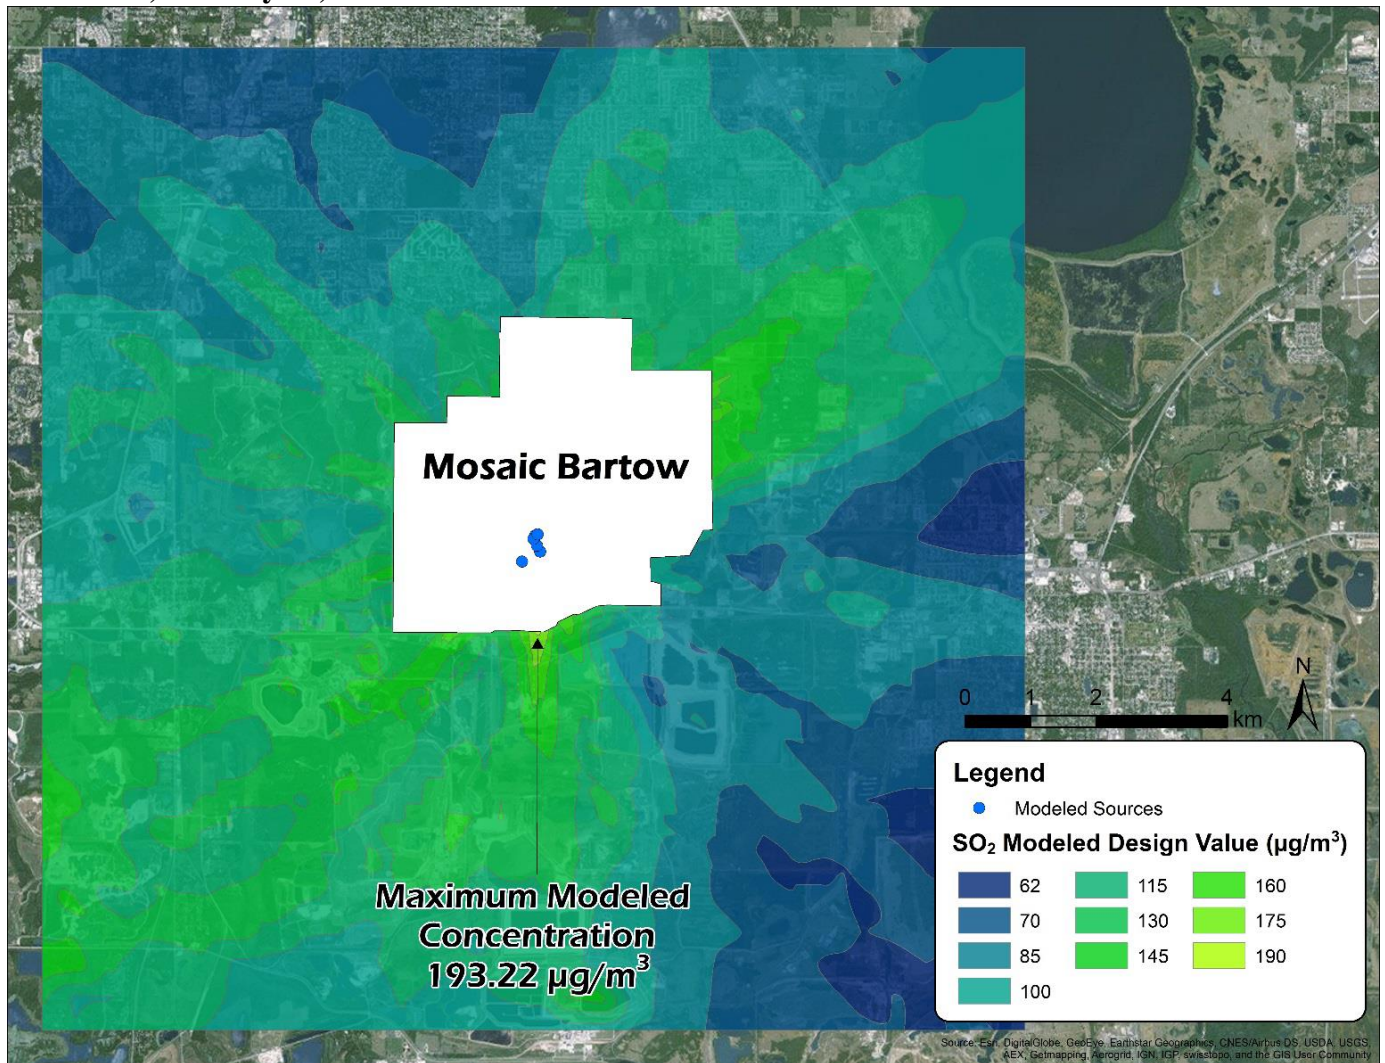 Mosaic Bartow
Maximum Modeled
Concentration
193.22 µg/m³
N
0 1 2 4
km
Legend
Modeled Sources
SO₂ Modeled Design Value (µg/m³)
62 115 160
70 130 175
85 145 190
100
Source: Esri, DigitalGlobe, GeoEye, Earthstar Geographics, CNES/Airbus DS, USDA, USGS,
AEX, Getmapping, Aerogrid, IGN, IGP, swisstopo, and the GIS User Community